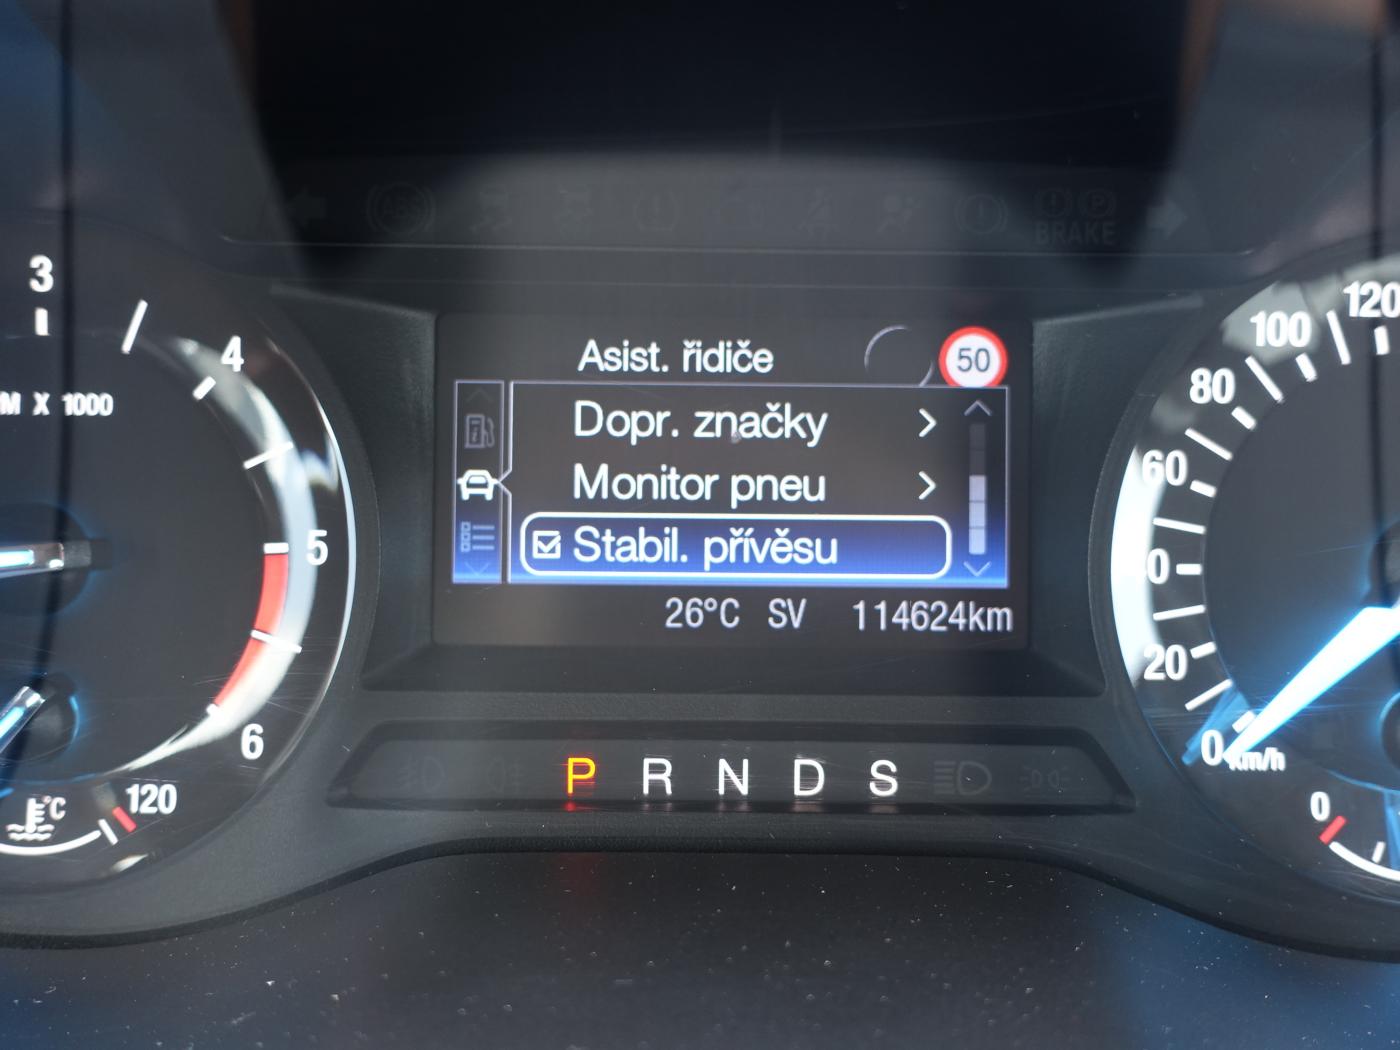 ABS
BRAKE
3
4
5
6
M X 1000
°C
120
Asist. řidiče
50
Dopr. značky
Monitor pneu
Stabil. přívěsu
26°C SV 114624km
P R N D S
120
100
80
60
20
0
km/h
0